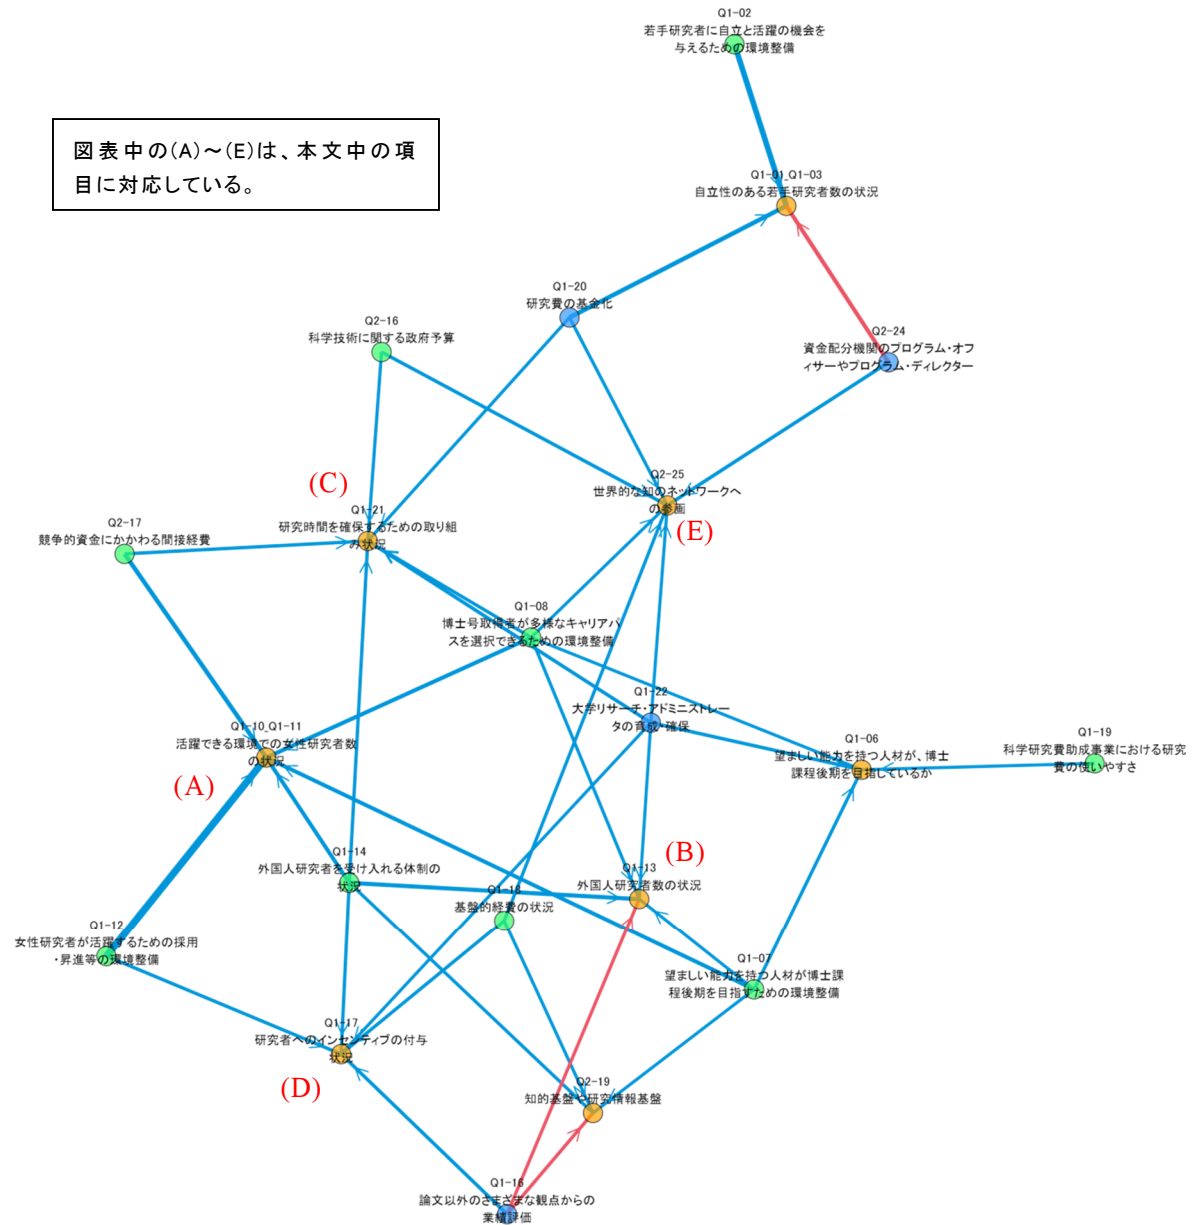 Q1-02
若手研究者に自立と活躍の機会を
与えるための環境整備
図表中の(A)～(E)は、本文中の項
目に対応している。
Q1-01_Q1-03
自立性のある若手研究者数の状況
Q1-20
研究費の基金化
Q2-16
科学技術に関する政府予算
Q2-24
資金配分機関のプログラム・オフ
ィサーやプログラム・ディレクター
(C)
Q2-25
世界的な知のネットワークへ
の参画
(E)
Q1-21
研究時間を確保するための取り組
み状況
Q2-17
競争的資金にかかわる間接経費
Q1-08
博士号取得者が多様なキャリアパ
スを選択できるための環境整備
Q1-22
大学リサーチ・アドミニストレー
タの育成・確保
Q1-10_Q1-11
活躍できる環境での女性研究者数
の状況
(A)
Q1-06
望ましい能力を持つ人材が、博士
課程後期を目指しているか
Q1-19
科学研究費助成事業における研究
費の使いやすさ
(B)
Q1-14
外国人研究者を受け入れる体制の
状況
Q1-13
外国人研究者数の状況
Q1-18
基盤的経費の状況
Q1-12
女性研究者が活躍するための採用
・昇進等の環境整備
Q1-07
望ましい能力を持つ人材が博士課
程後期を目指すための環境整備
Q1-17
研究者へのインセンティブの付与
状況
(D)
Q2-19
知的基盤や研究情報基盤
Q1-16
論文以外のさまざまな観点からの
業績評価